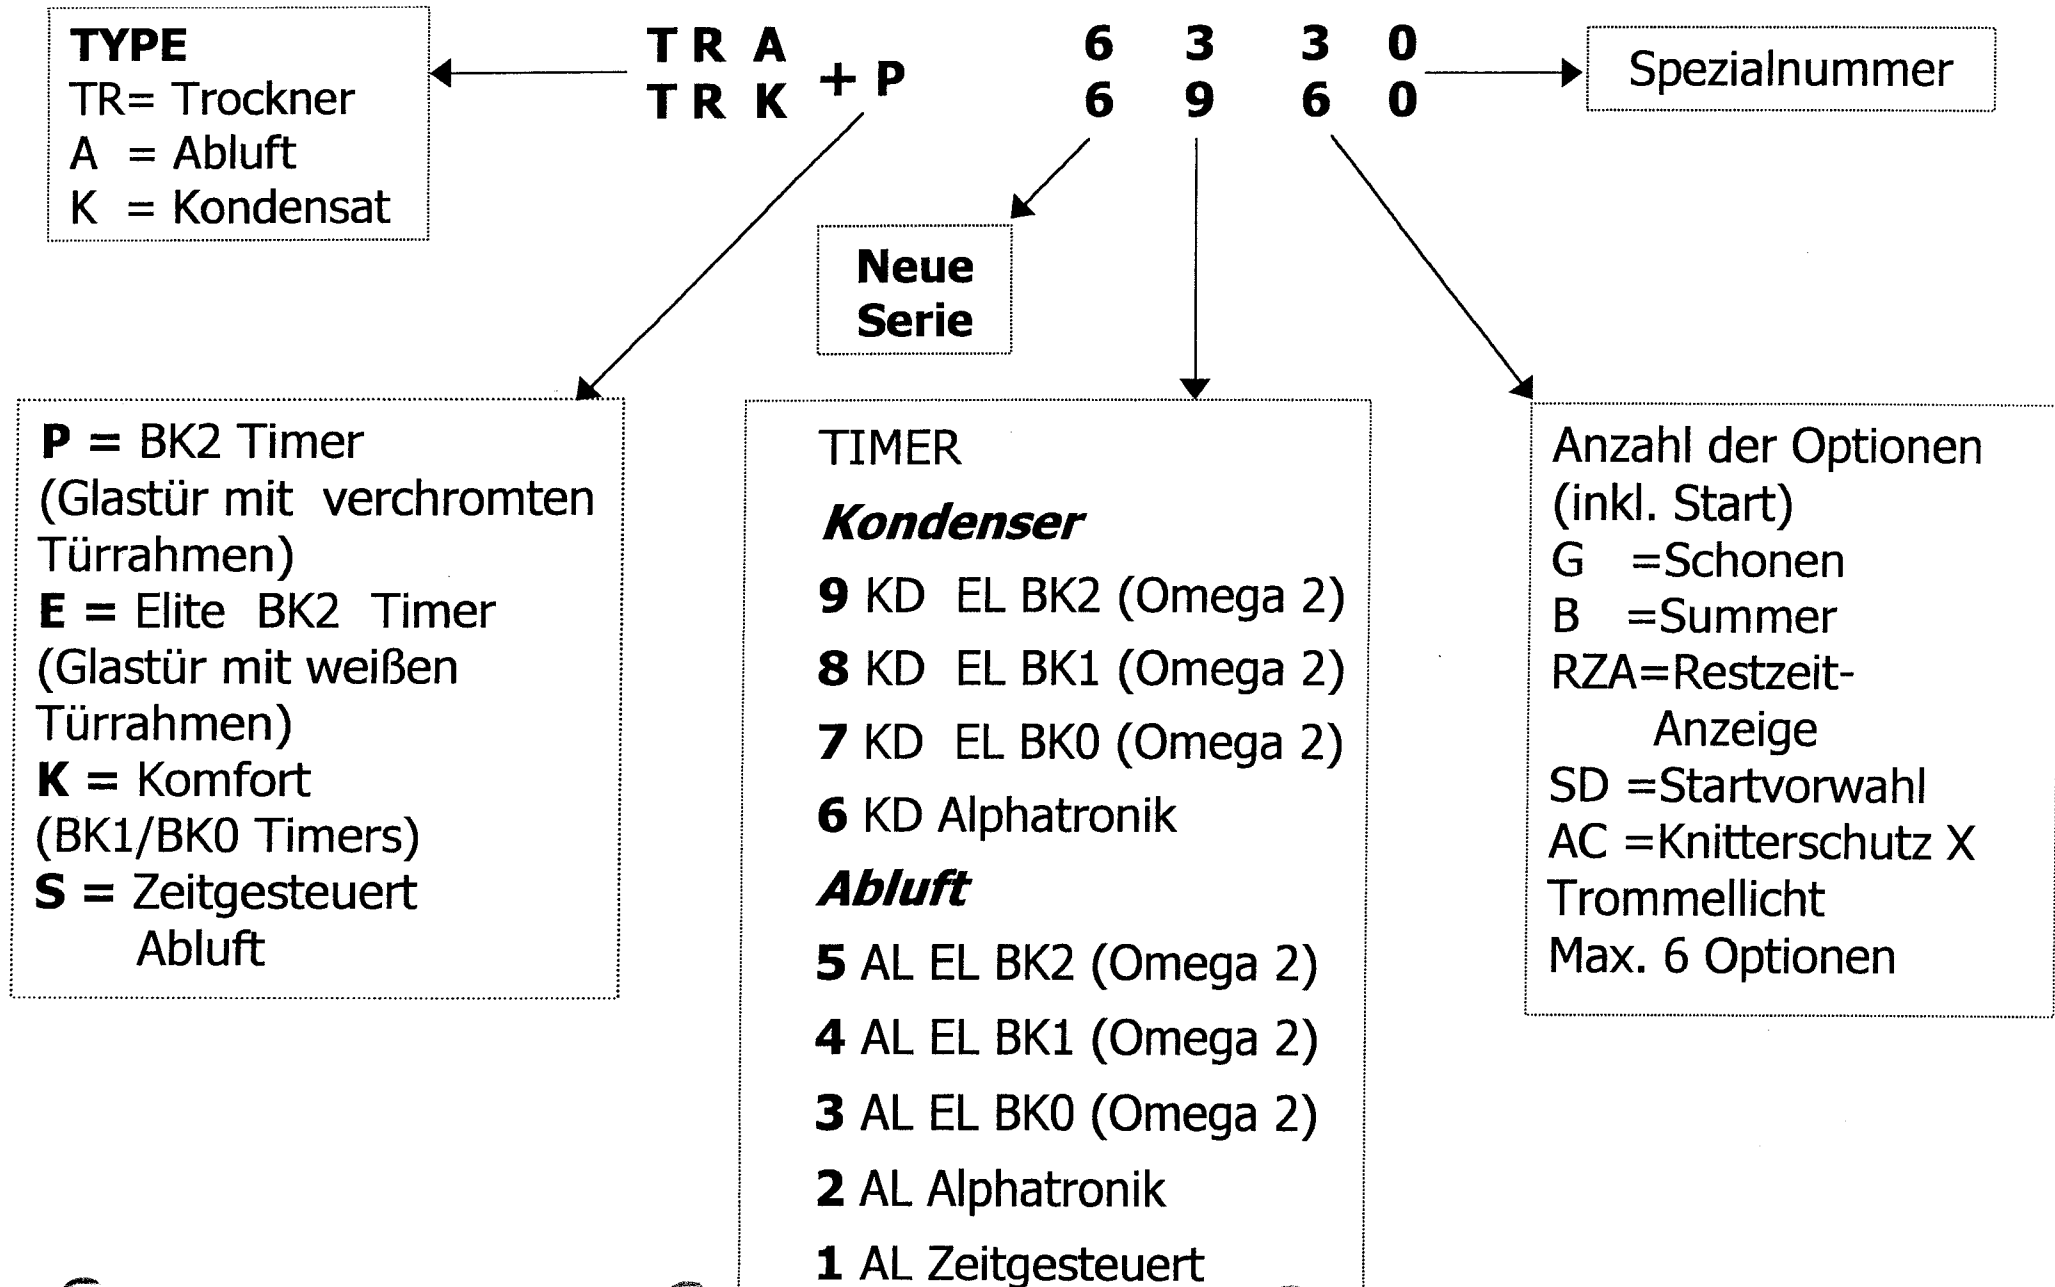 TYPE
TR= Trockner
A = Abluft
K = Kondensat
T R A
T R K
+ P
6 3 3 0
6 9 6 0
Spezialnummer
Neue
Serie
P = BK2 Timer
(Glastür mit verchromten
Türrahmen)
E = Elite BK2 Timer
(Glastür mit weißen
Türrahmen)
K = Komfort
(BK1/BK0 Timers)
S = Zeitgesteuert
Abluft
TIMER
Kondenser
9 KD EL BK2 (Omega 2)
8 KD EL BK1 (Omega 2)
7 KD EL BK0 (Omega 2)
6 KD Alphatronik
Abluft
5 AL EL BK2 (Omega 2)
4 AL EL BK1 (Omega 2)
3 AL EL BK0 (Omega 2)
2 AL Alphatronik
1 AL Zeitgesteuert
Anzahl der Optionen
(inkl. Start)
G =Schonen
B =Summer
RZA=Restzeit-
Anzeige
SD =Startvorwahl
AC =Knitterschutz X
Trommellicht
Max. 6 Optionen